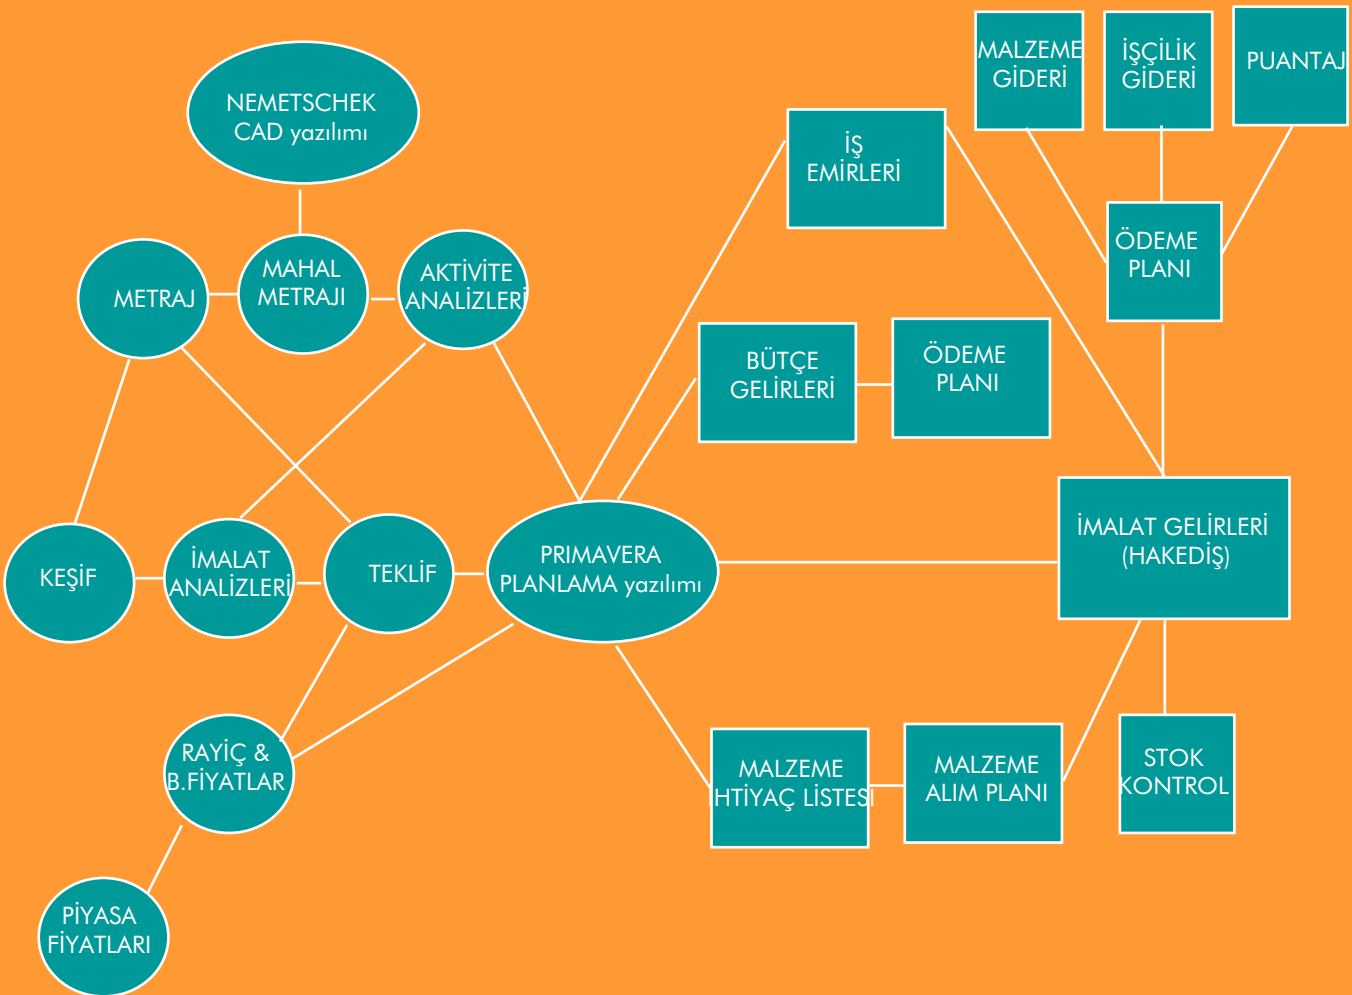 NEMETSCHEK
CAD yazılımı
MALZEME
GİDERİ
İŞÇİLİK
GİDERİ
PUANTAJ
İŞ
EMİRLERİ
ÖDEME
PLANI
METRAJ
MAHAL
METRAJI
AKTİVİTE
ANALİZLERİ
BÜTÇE
GELİRLERİ
ÖDEME
PLANI
KEŞİF
İMALAT
ANALİZLERİ
TEKLİF
PRIMAVERA
PLANLAMA yazılımı
İMALAT GELİRLERİ
(HAKEDİŞ)
RAYİÇ &
B.FİYATLAR
MALZEME
İHTİYAÇ LİSTESİ
MALZEME
ALIM PLANI
STOK
KONTROL
PİYASA
FİYATLARI